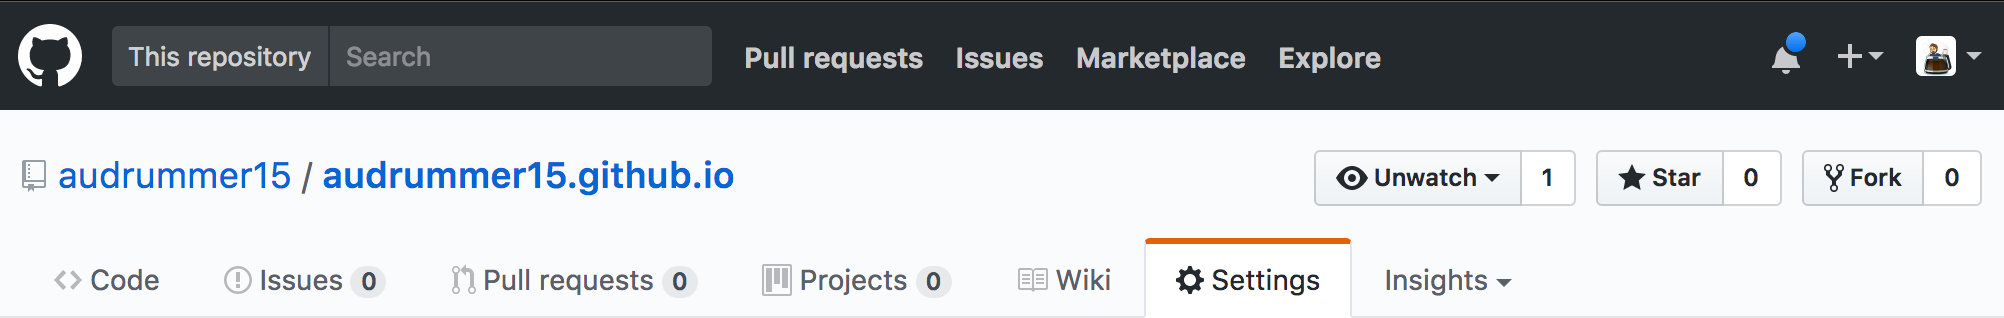 This repository Search Pull requests Issues Marketplace Explore
audrummer15 / audrummer15.github.io Unwatch 1 Star 0 Fork 0
Code Issues 0 Pull requests 0 Projects 0 Wiki Settings Insights